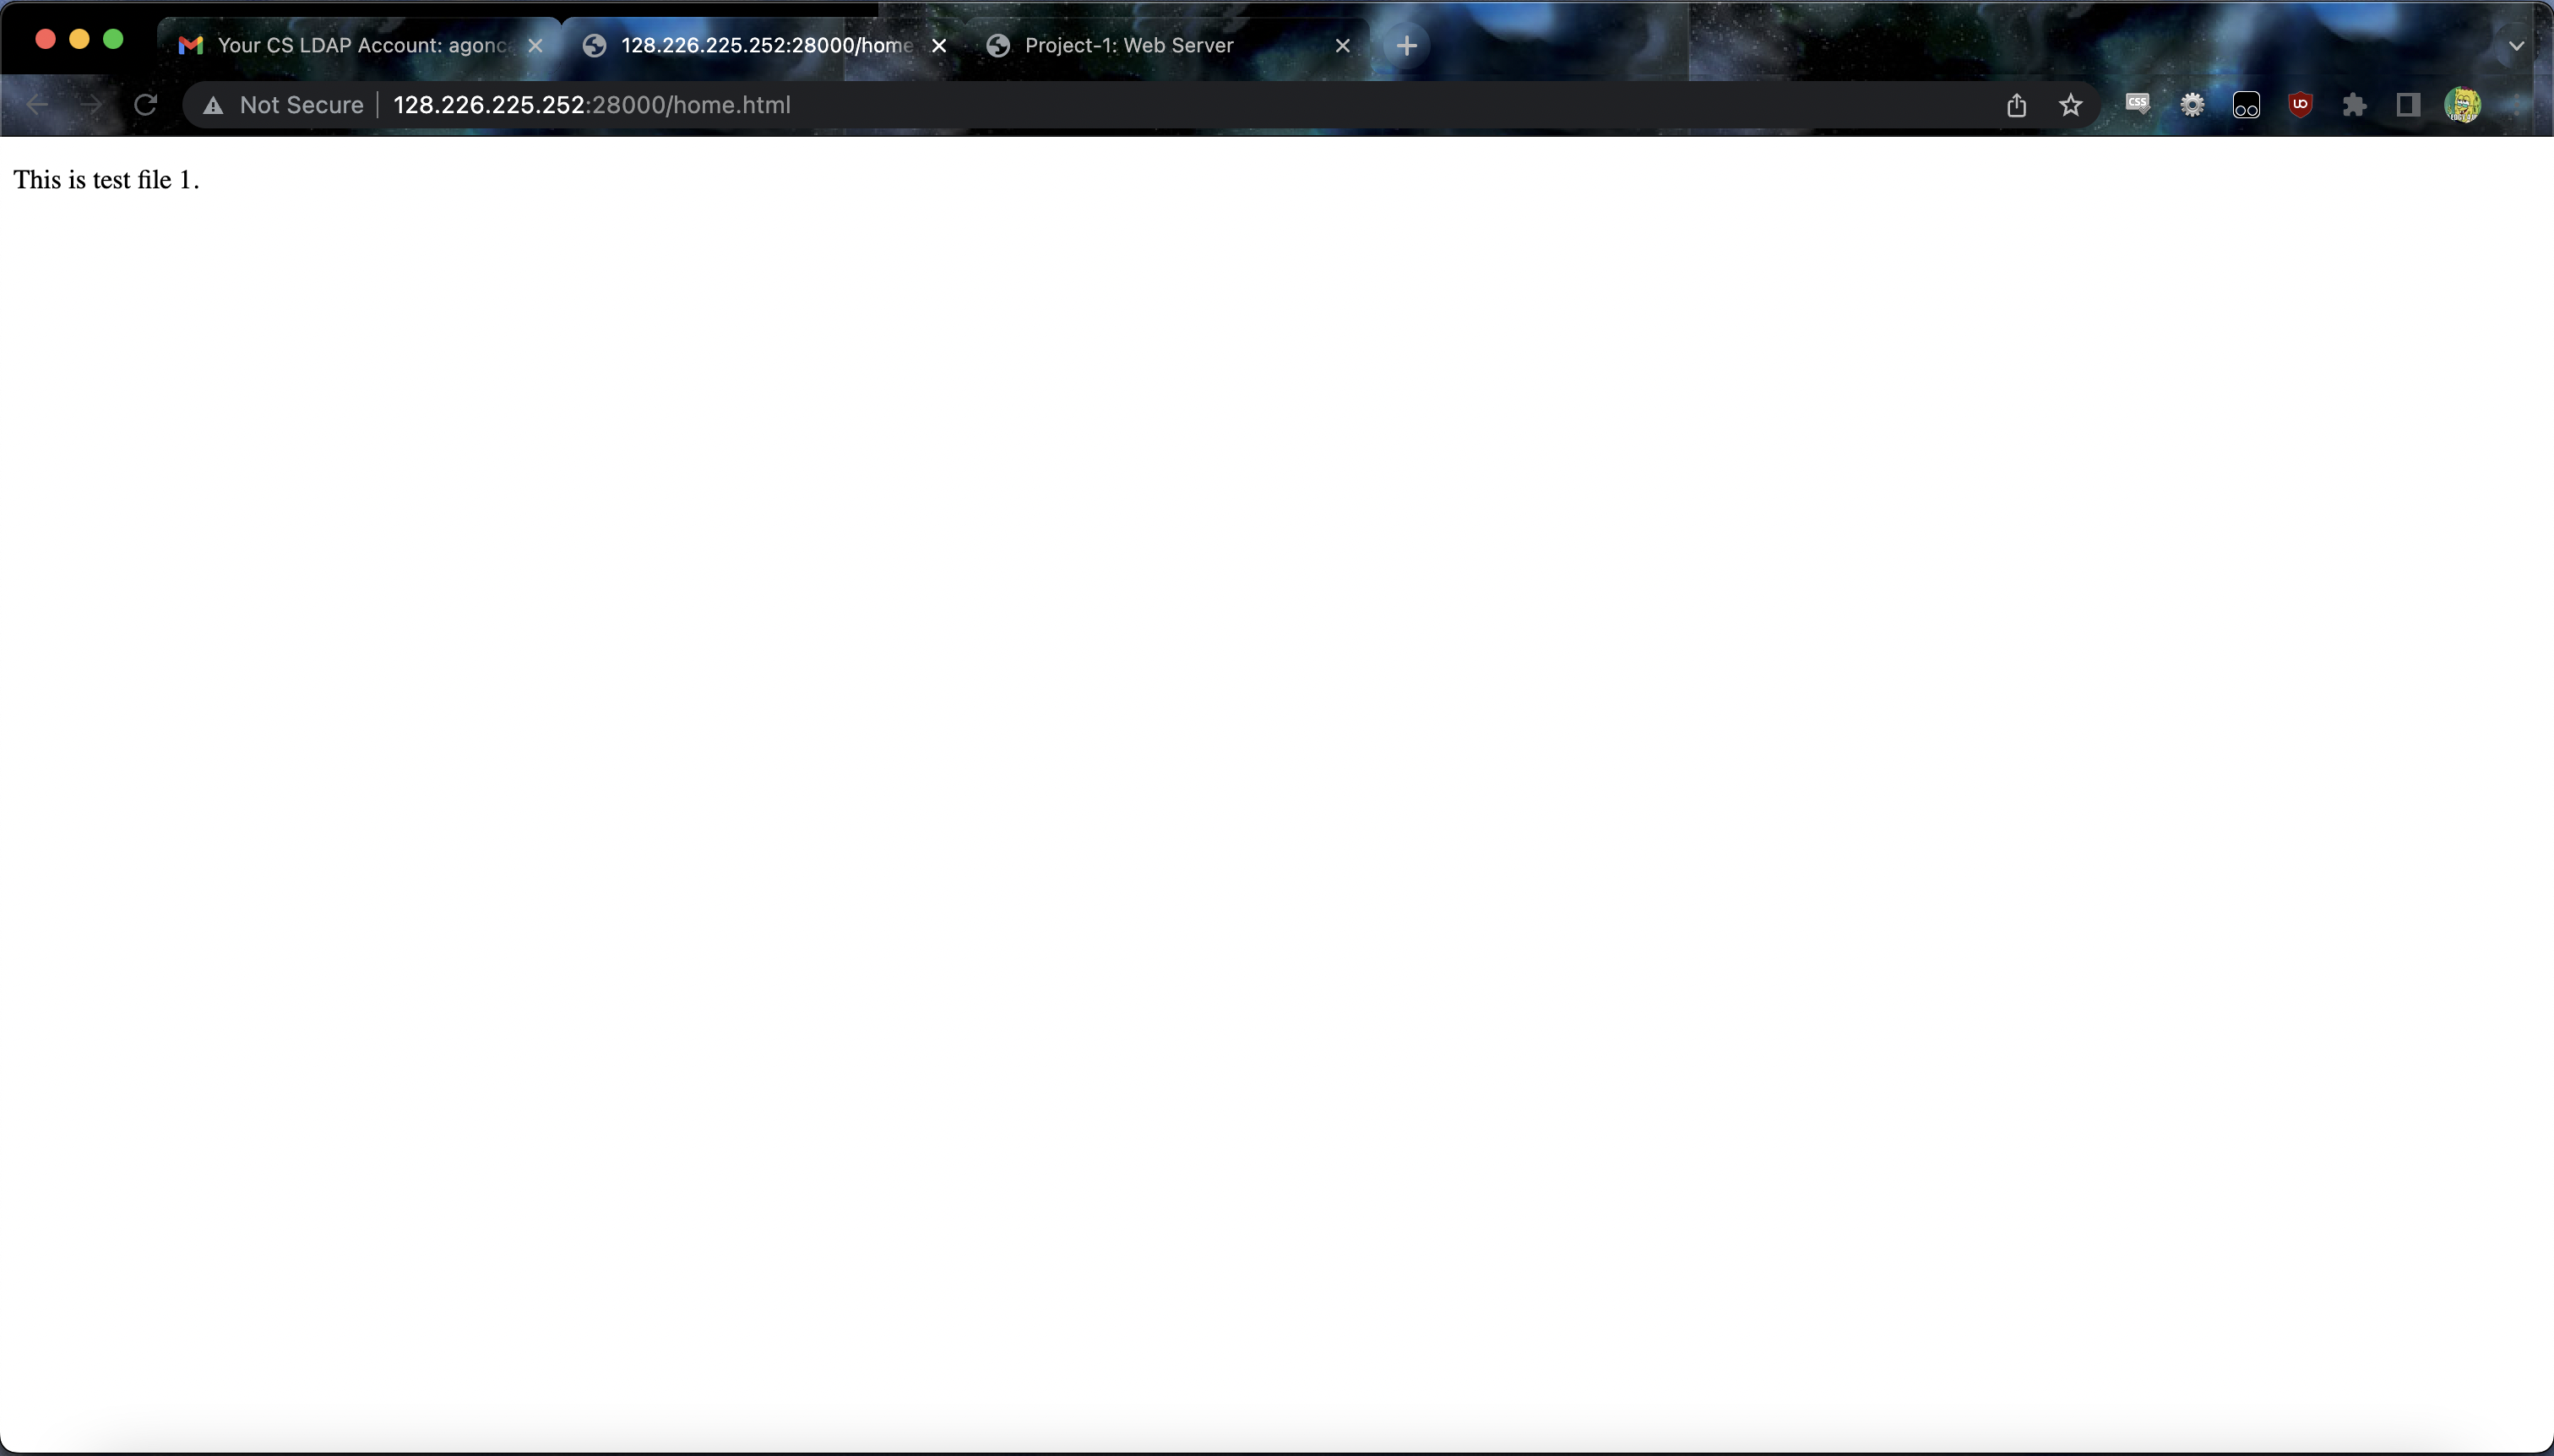 Your CS LDAP Account: agonc
128.226.225.252:28000/home
Project-1: Web Server
Not Secure
128.226.225.252:28000/home.html
CSS
UO
This is test file 1.